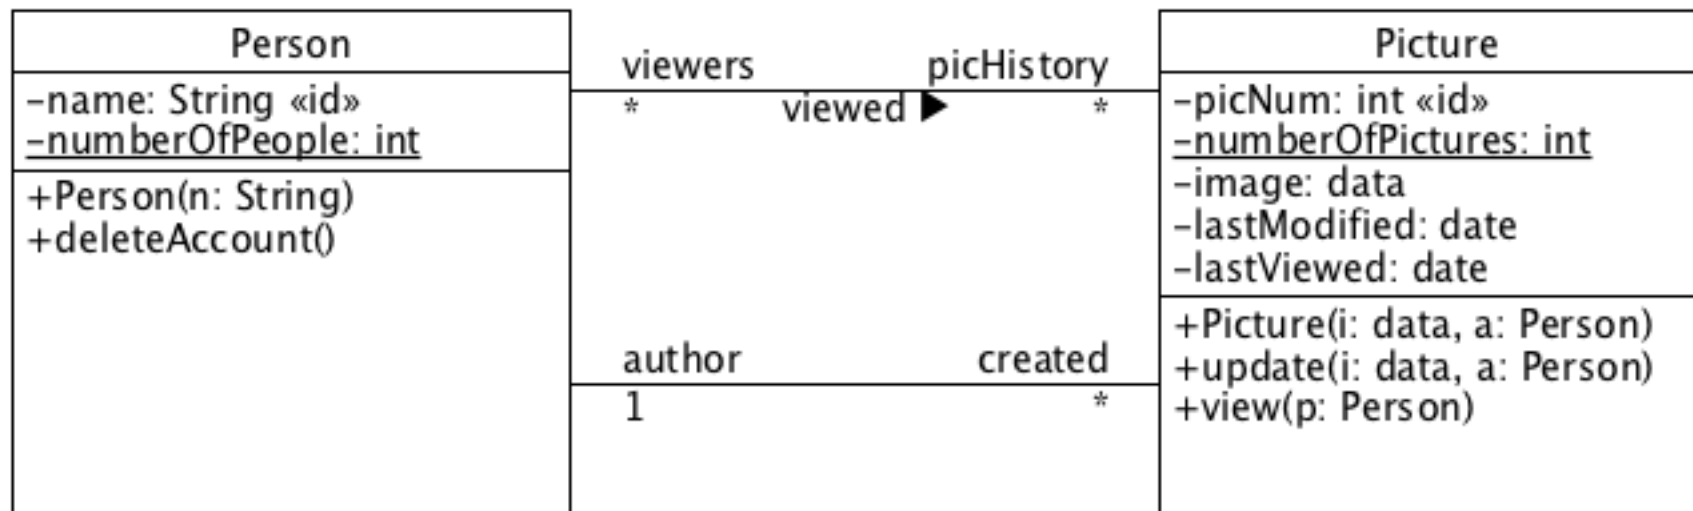 Person
-name: String «id»
-numberOfPeople: int
+Person(n: String)
+deleteAccount()
viewers
picHistory
*
viewed ▶
*
author
created
1
*
Picture
-picNum: int «id»
-numberOfPictures: int
-image: data
-lastModified: date
-lastViewed: date
+Picture(i: data, a: Person)
+update(i: data, a: Person)
+view(p: Person)